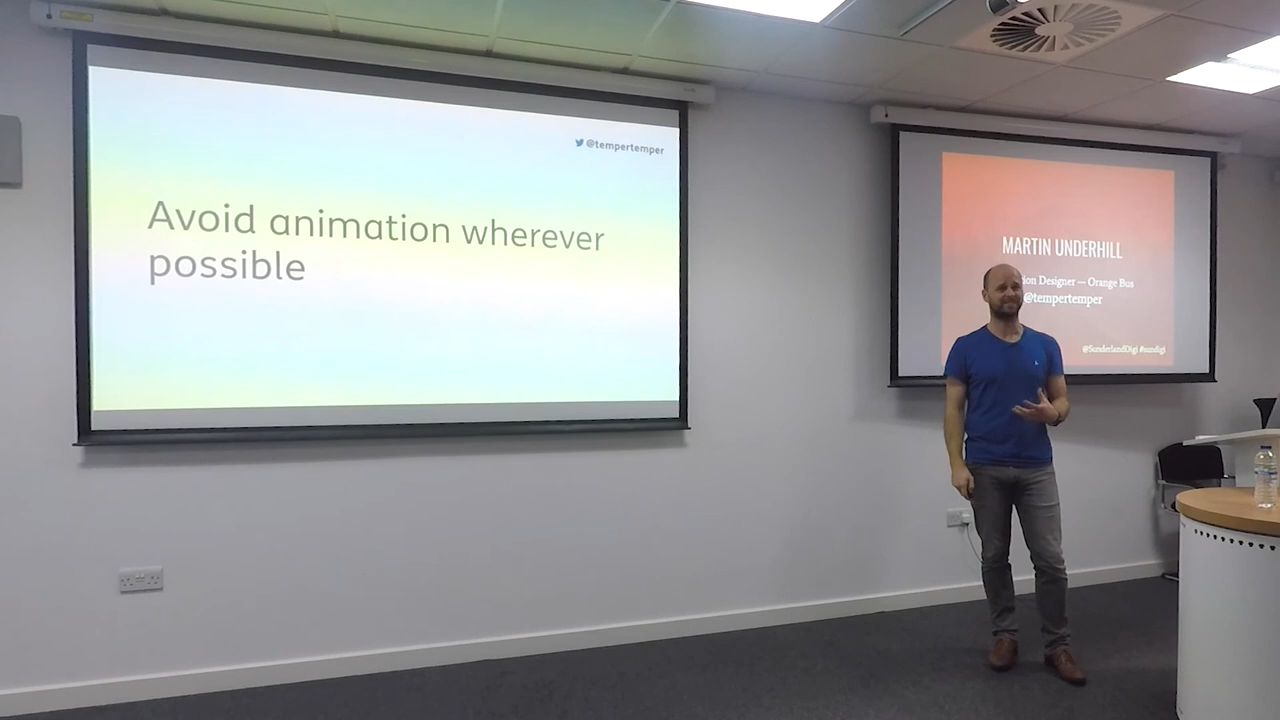 @tempertemper
Avoid animation wherever
possible
MARTIN UNDERHILL
Designer — Orange Bus
@tempertemper
@SunderlandDigi #sundigi